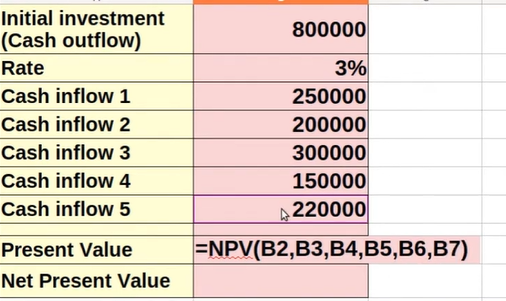 Initial investment
(Cash outflow) 800000
Rate 3%
Cash inflow 1 250000
Cash inflow 2 200000
Cash inflow 3 300000
Cash inflow 4 150000
Cash inflow 5 220000
Present Value =NPV(B2,B3,B4,B5,B6,B7)
Net Present Value